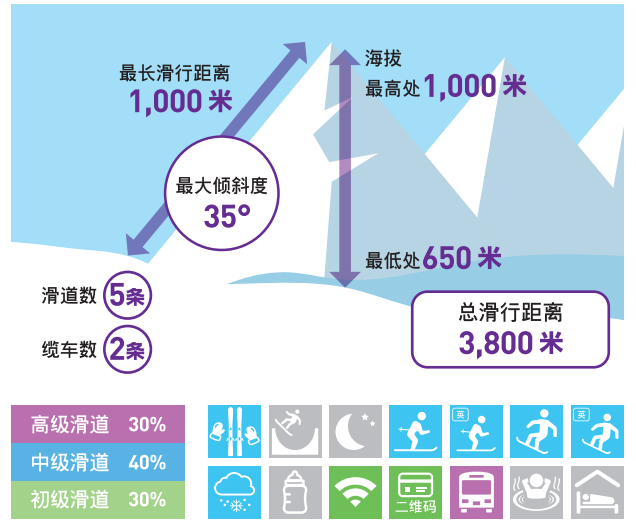 最长滑行距离
1,000 米
海拔
最高处1,000 米
最大倾斜度
35°
最低处650 米
滑道数 5条
缆车数 2条
总滑行距离
3,800 米
高级滑道 30%
中级滑道 40%
初级滑道 30%
英
英
二维码